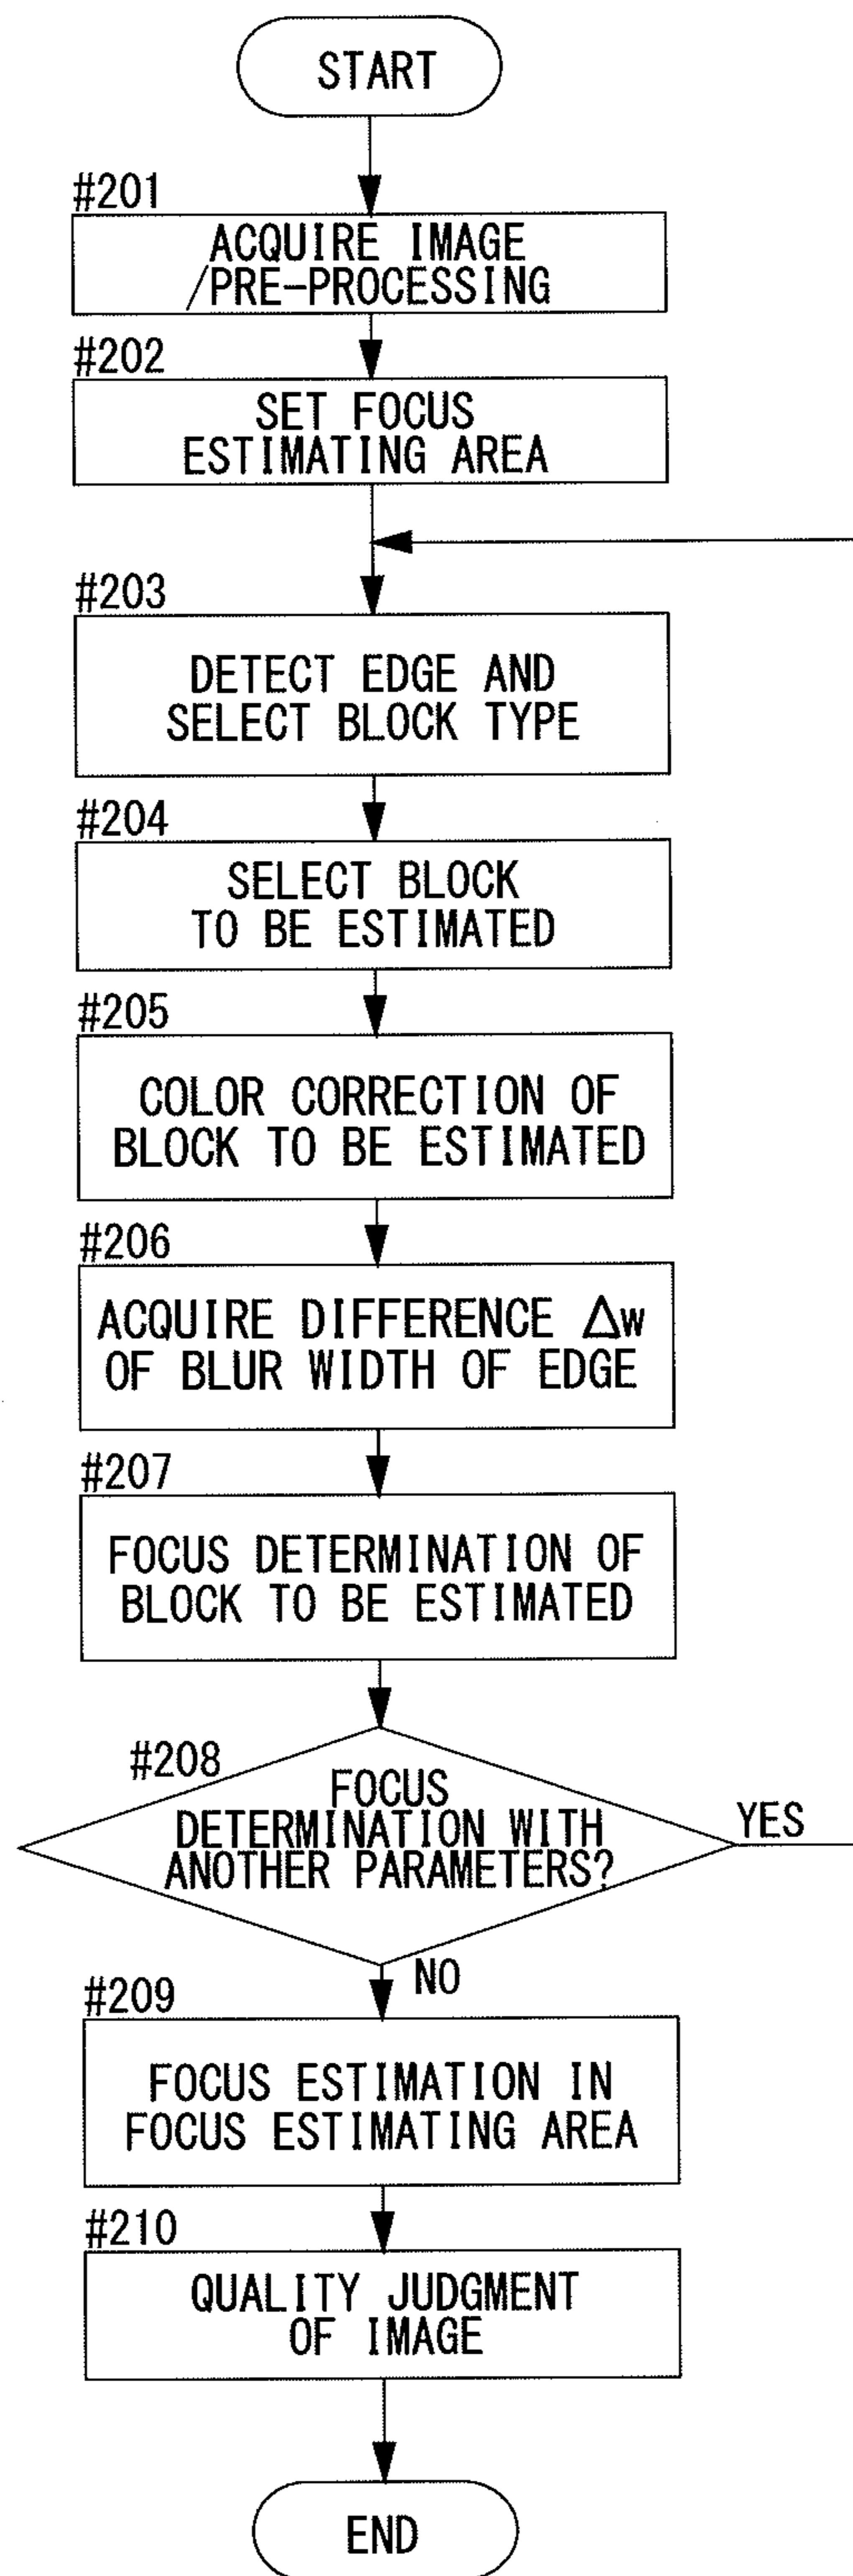 START
#201
ACQUIRE IMAGE
/PRE-PROCESSING
#202
SET FOCUS
ESTIMATING AREA
#203
DETECT EDGE AND
SELECT BLOCK TYPE
#204
SELECT BLOCK
TO BE ESTIMATED
#205
COLOR CORRECTION OF
BLOCK TO BE ESTIMATED
#206
ACQUIRE DIFFERENCE Δw
OF BLUR WIDTH OF EDGE
#207
FOCUS DETERMINATION OF
BLOCK TO BE ESTIMATED
#208
FOCUS
DETERMINATION WITH
ANOTHER PARAMETERS?
YES
NO
#209
FOCUS ESTIMATION IN
FOCUS ESTIMATING AREA
#210
QUALITY JUDGMENT
OF IMAGE
END